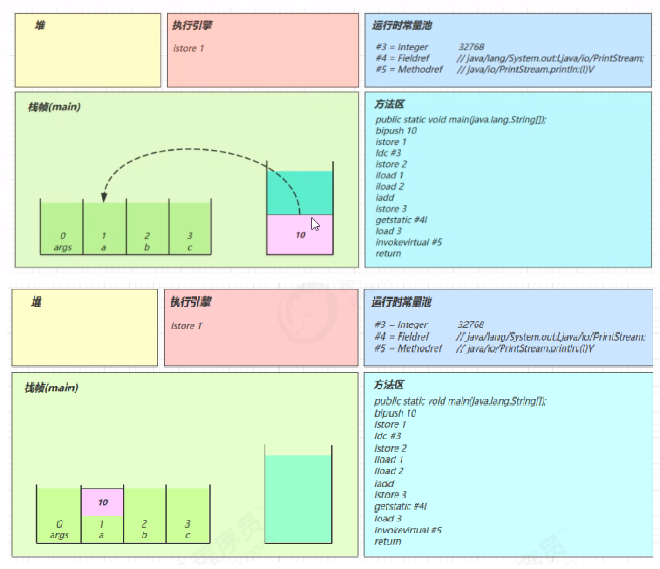 堆
执行引擎
istore 1
运行时常量池
#3 = Integer 32768
#4 = Fieldref // java/lang/System.out:Ljava/io/PrintStream;
#5 = Methodref // java/io/PrintStream.println:(I)V
栈帧(main)
0 1 2 3
args a b c
10
方法区
public static void main(java.lang.String[]);
bipush 10
istore 1
ldc #3
istore 2
iload 1
iload 2
iadd
istore 3
getstatic #4I
load 3
invokevirtual #5
return
堆
执行引擎
istore 1
运行时常量池
#3 = Integer 32768
#4 = Fieldref // java/lang/System.out:Ljava/io/PrintStream;
#5 = Methodref // java/io/PrintStream.println:(I)V
栈帧(main)
10
0 1 2 3
args a b c
方法区
public static void main(java.lang.String[]);
bipush 10
istore 1
ldc #3
istore 2
iload 1
iload 2
iadd
istore 3
getstatic #4I
load 3
invokevirtual #5
return